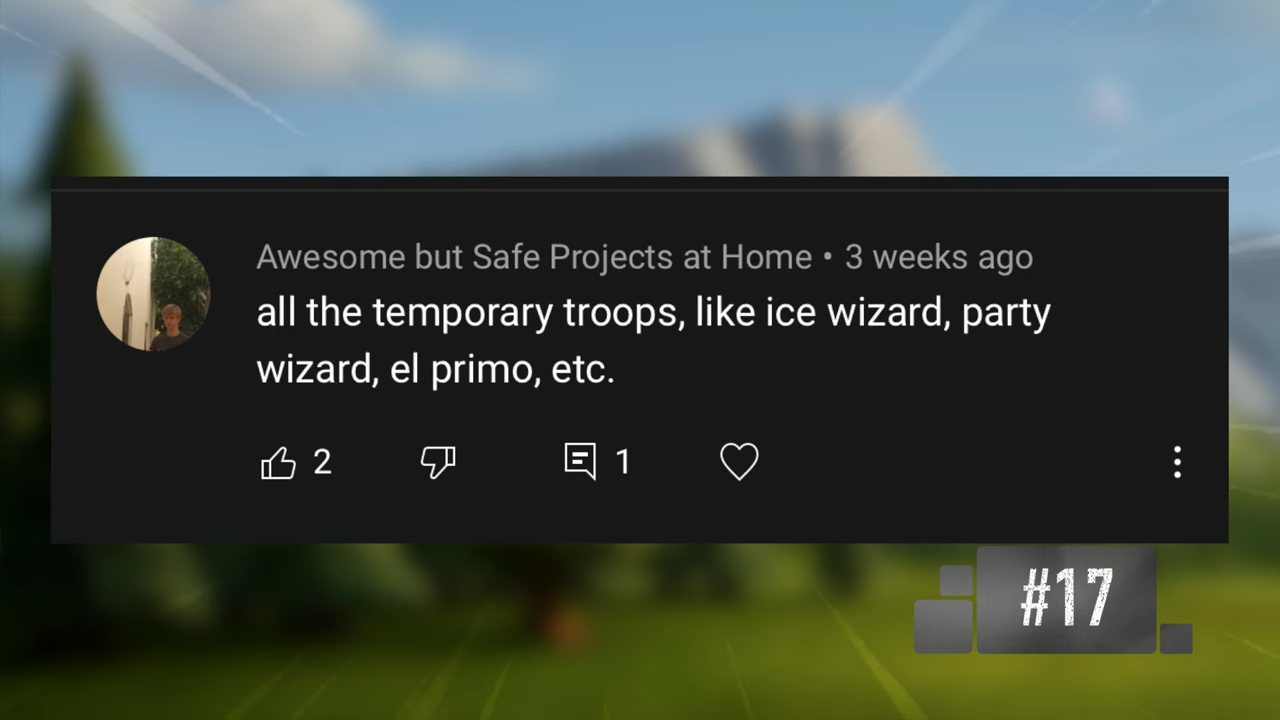 Awesome but Safe Projects at Home • 3 weeks ago
all the temporary troops, like ice wizard, party
wizard, el primo, etc.
2
1
#17